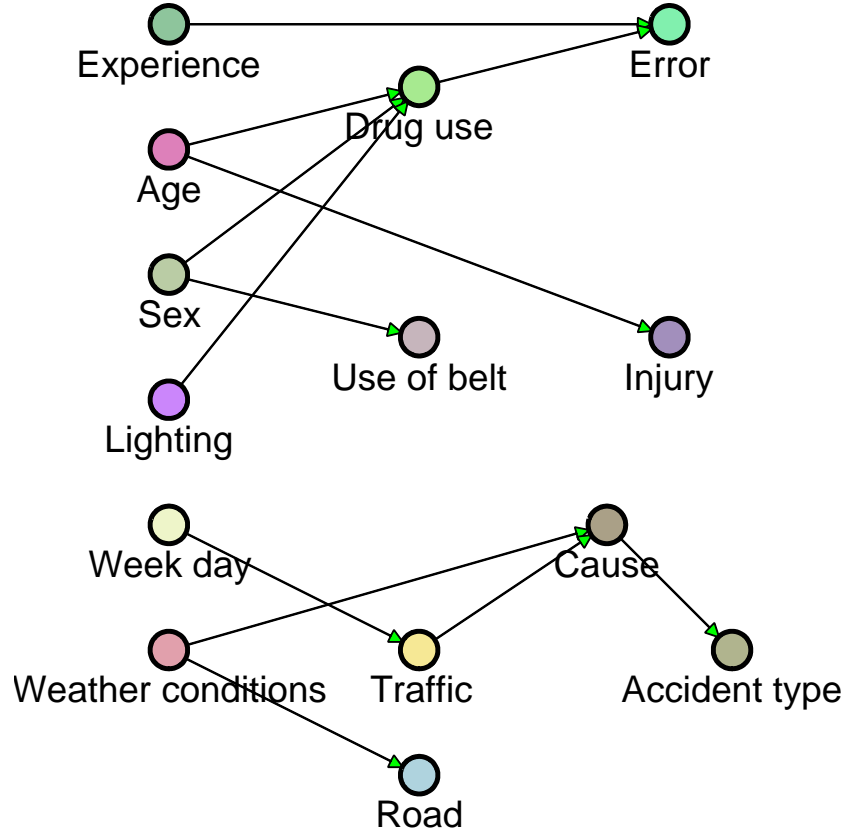 Experience
Error
Drug use
Age
Sex
Use of belt
Injury
Lighting
Week day
Cause
Weather conditions
Traffic
Accident type
Road